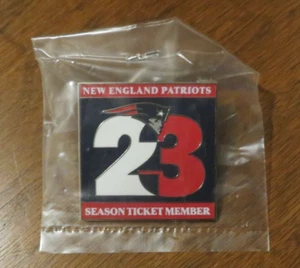 NEW ENGLAND PATRIOTS
23
SEASON TICKET MEMBER